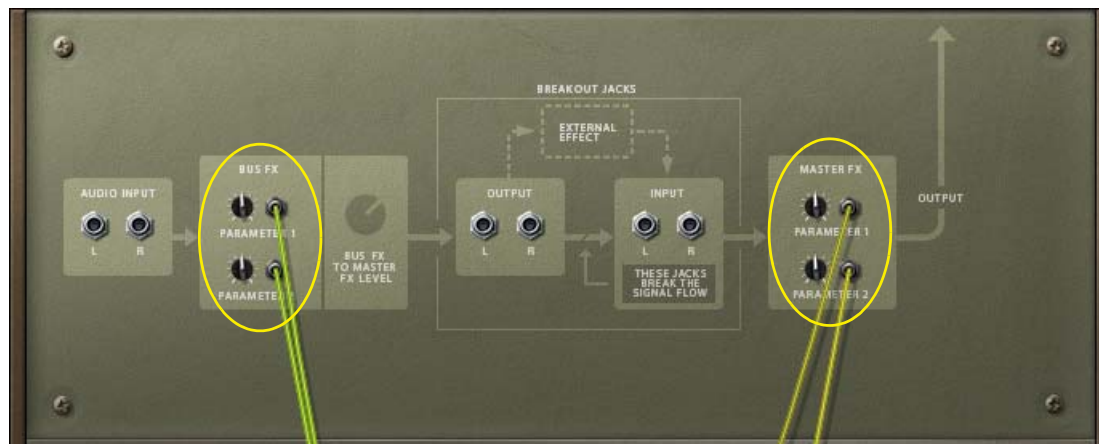 BREAKOUT JACKS
EXTERNAL
EFFECT
BUS FX
MASTER FX
AUDIO INPUT
OUTPUT
INPUT
OUTPUT
L
R
PARAMETER 1
L
R
L
R
PARAMETER 1
BUS FX
TO MASTER
FX LEVEL
THESE JACKS
BREAK THE
SIGNAL FLOW
PARAMETER
PARAMETER 2